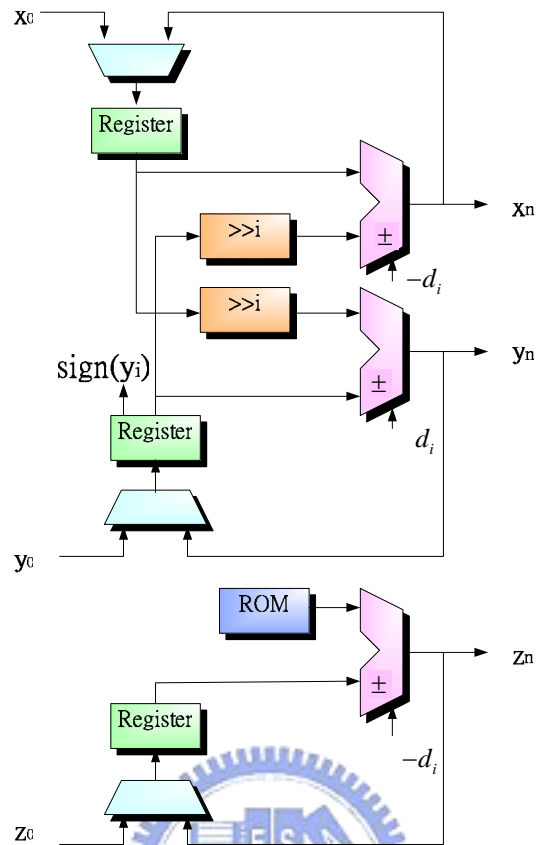 x0
Register
>>i
±
xn
−di
>>i
sign(yi)
±
yn
Register
di
y0
ROM
±
zn
Register
−di
z0